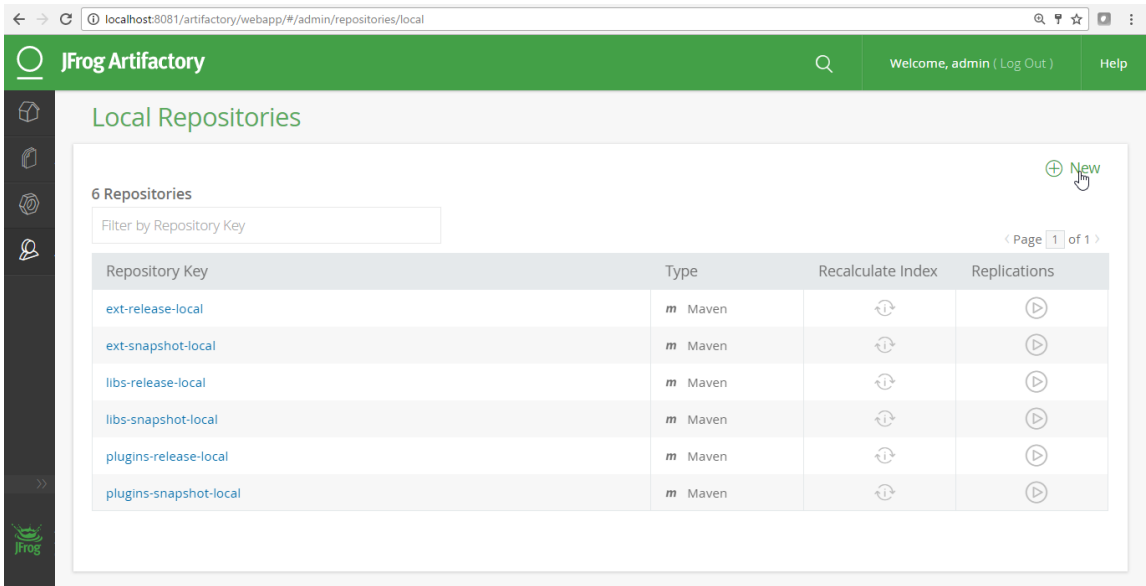 localhost:8081/artifactory/webapp/#/admin/repositories/local
JFrog Artifactory
Welcome, admin ( Log Out )
Help
Local Repositories
New
6 Repositories
Filter by Repository Key
Page 1 of 1
Repository Key Type Recalculate Index Replications
ext-release-local m Maven
ext-snapshot-local m Maven
libs-release-local m Maven
libs-snapshot-local m Maven
plugins-release-local m Maven
plugins-snapshot-local m Maven
JFrog